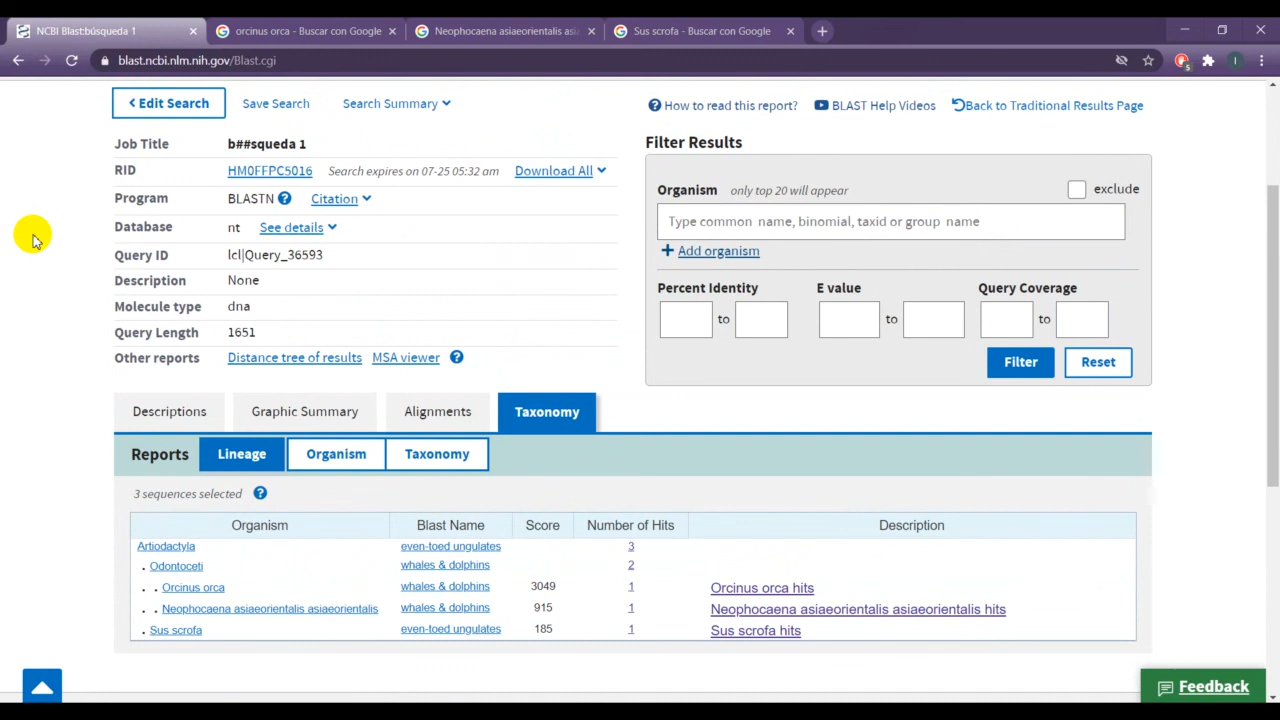 NCBI Blast:búsqueda 1
orcinus orca - Buscar con Google
Neophocaena asiaeorientalis asia
Sus scrofa - Buscar con Google
blast.ncbi.nlm.nih.gov/Blast.cgi
5
I
Edit Search Save Search Search Summary
How to read this report? BLAST Help Videos Back to Traditional Results Page
Job Title b##squeda 1
RID HM0FFPC5016 Search expires on 07-25 05:32 am Download All
Program BLASTN Citation
Database nt See details
Query ID lcl|Query_36593
Description None
Molecule type dna
Query Length 1651
Other reports Distance tree of results MSA viewer
Filter Results
Organism only top 20 will appear exclude
Type common name, binomial, taxid or group name
+ Add organism
Percent Identity E value Query Coverage
to to to
Filter Reset
Descriptions Graphic Summary Alignments Taxonomy
Reports Lineage Organism Taxonomy
3 sequences selected
Organism Blast Name Score Number of Hits Description
Artiodactyla even-toed ungulates 3
. Odontoceti whales & dolphins 2
. . Orcinus orca whales & dolphins 3049 1 Orcinus orca hits
. . Neophocaena asiaeorientalis asiaeorientalis whales & dolphins 915 1 Neophocaena asiaeorientalis asiaeorientalis hits
. Sus scrofa even-toed ungulates 185 1 Sus scrofa hits
Feedback